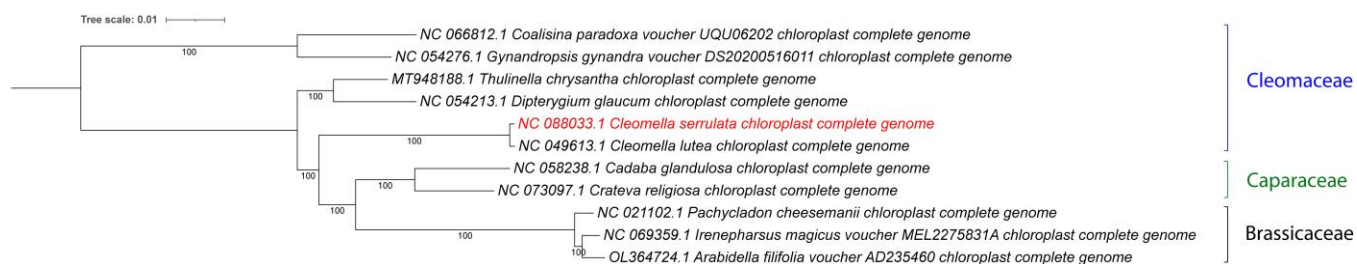 Tree scale: 0.01
NC 066812.1 Coalisina paradoxa voucher UQU06202 chloroplast complete genome
100
NC 054276.1 Gynandropsis gynandra voucher DS20200516011 chloroplast complete genome
Cleomaceae
MT948188.1 Thulinella chrysantha chloroplast complete genome
100
NC 054213.1 Dipterygium glaucum chloroplast complete genome
NC 088033.1 Cleomella serrulata chloroplast complete genome
100
NC 049613.1 Cleomella lutea chloroplast complete genome
NC 058238.1 Cadaba glandulosa chloroplast complete genome
100
100
Caparaceae
NC 073097.1 Crateva religiosa chloroplast complete genome
100
NC 021102.1 Pachycladon cheesemanii chloroplast complete genome
100
NC 069359.1 Irenepharsus magicus voucher MEL2275831A chloroplast complete genome
Brassicaceae
100
OL364724.1 Arabidella filifolia voucher AD235460 chloroplast complete genome